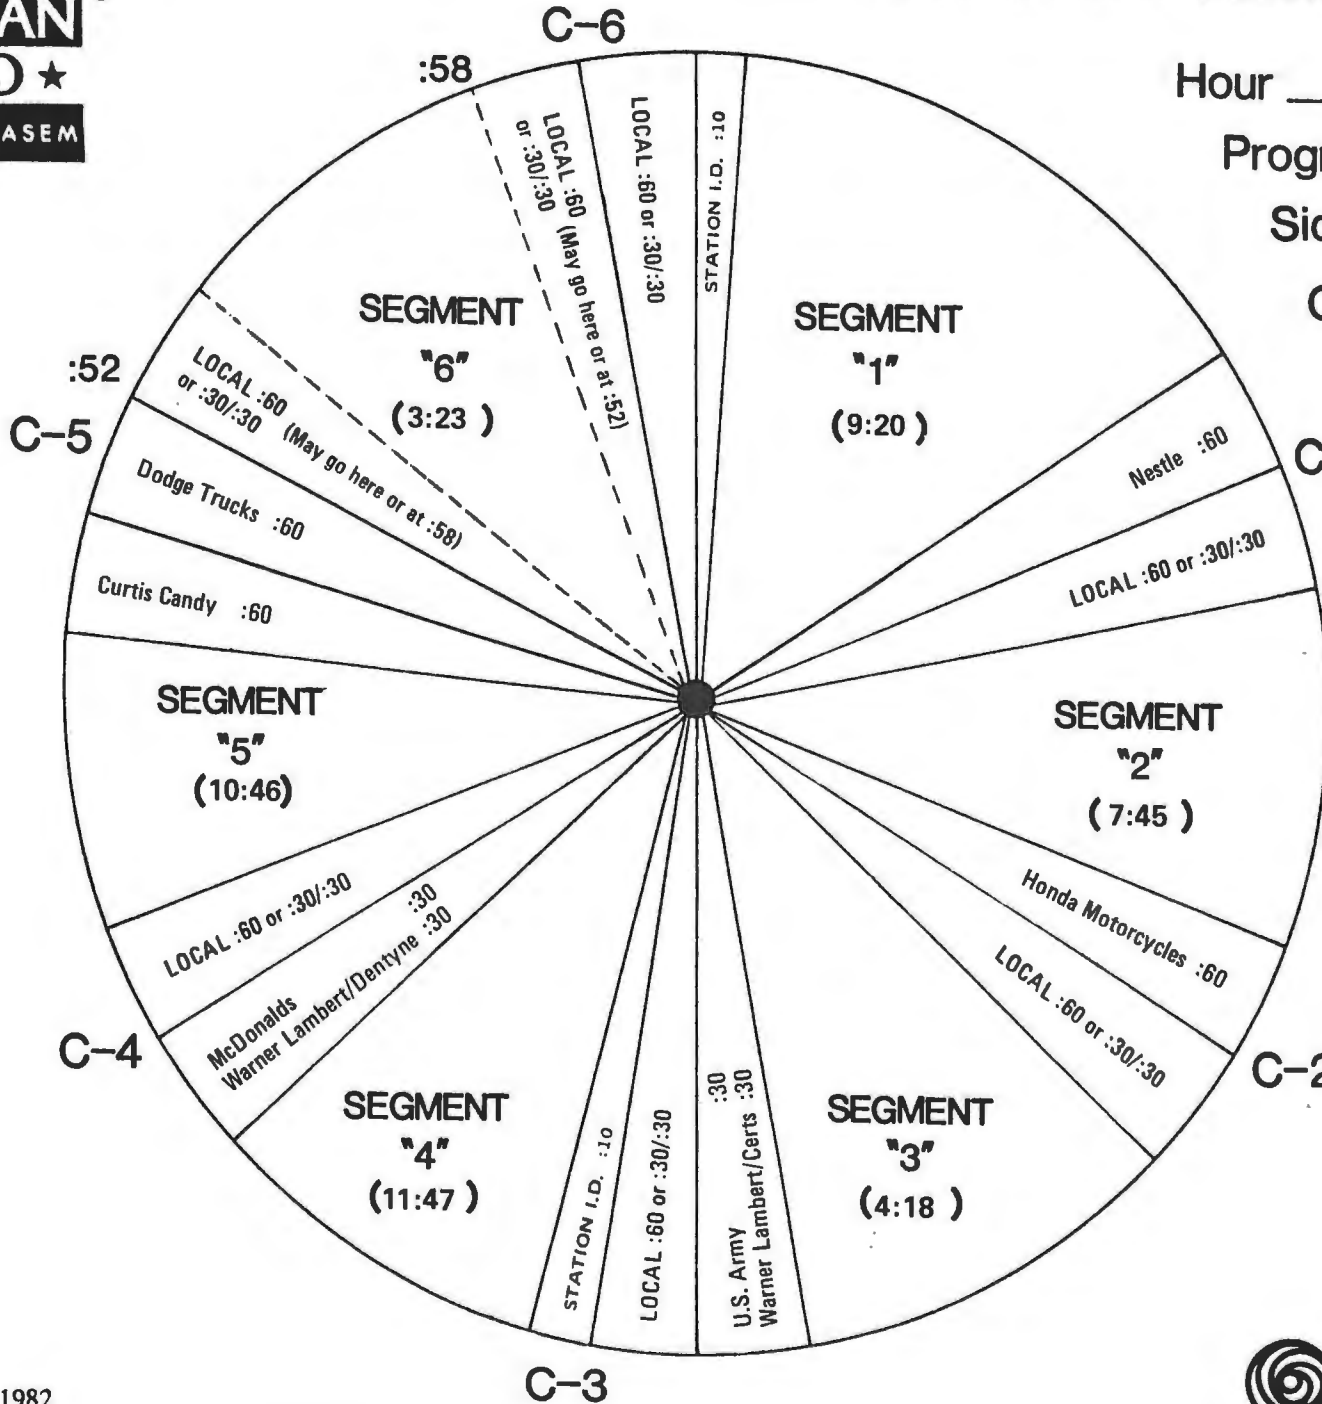 C-6
:58
Hour
STATION I.D. :10
SEGMENT
"1"
(9:20 )
Nestle :60
LOCAL :60 or :30/:30
SEGMENT
"2"
( 7:45 )
Honda Motorcycles :60
C-2
LOCAL :60 or :30/:30
SEGMENT
"3"
(4:18 )
U.S. Army :30
Warner Lambert/Certs :30
C-3
LOCAL :60 or :30/:30
STATION I.D. :10
SEGMENT
"4"
(11:47 )
McDonalds :30
Warner Lambert/Dentyne :30
C-4
LOCAL :60 or :30/:30
SEGMENT
"5"
(10:46)
Curtis Candy :60
Dodge Trucks :60
C-5
:52
LOCAL :60
or :30/:30 (May go here or at :58)
SEGMENT
"6"
(3:23 )
LOCAL :60
or :30/:30 (May go here or at :52)
LOCAL :60 or :30/:30
1982